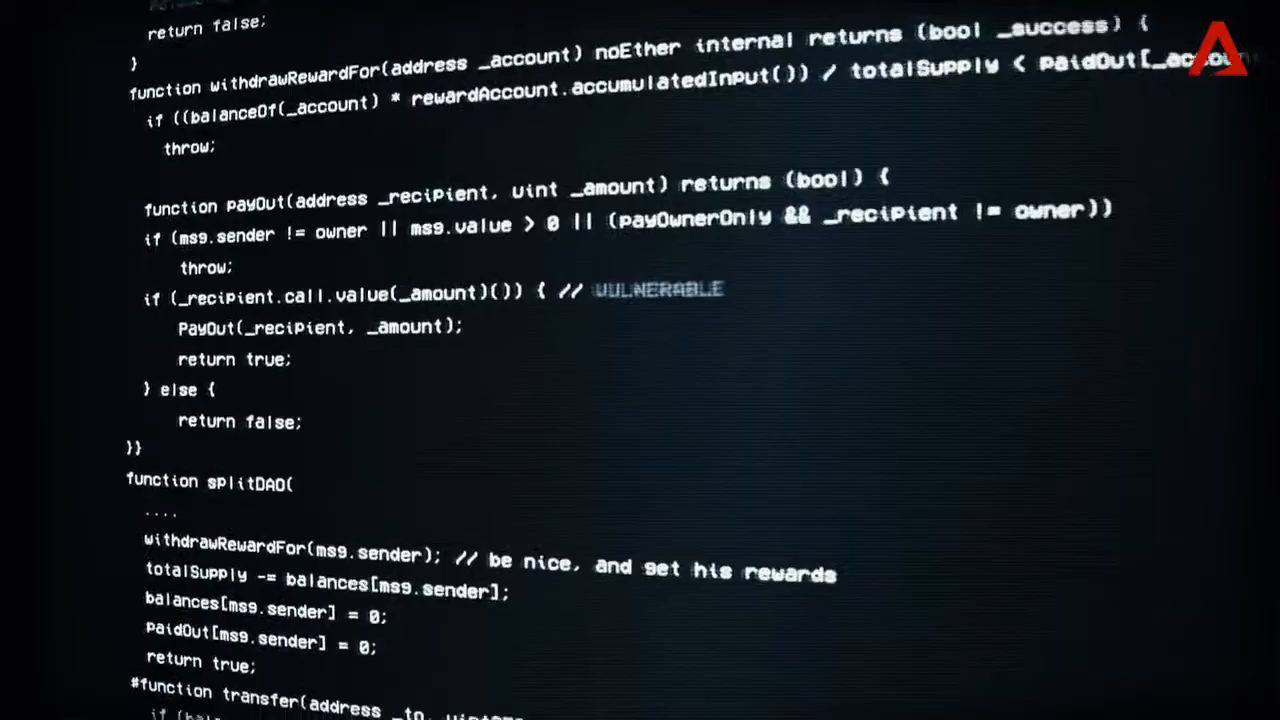 return false;
}
function withdrawRewardFor(address _account) noEther internal returns (bool _success) {
if ((balanceOf(_account) * rewardAccount.accumulatedInput()) / totalSupply < paidOut[_accoun
throw;
function payOut(address _recipient, uint _amount) returns (bool) {
if (msg.sender != owner || msg.value > 0 || (payOwnerOnly && _recipient != owner))
throw;
if (_recipient.call.value(_amount)()) { // VULNERABLE
PayOut(_recipient, _amount);
return true;
} else {
return false;
}}
function splitDAO(
....
withdrawRewardFor(msg.sender); // be nice, and get his rewards
totalSupply -= balances[msg.sender];
balances[msg.sender] = 0;
paidOut[msg.sender] = 0;
return true;
#function transfer(address _to,
if (bal